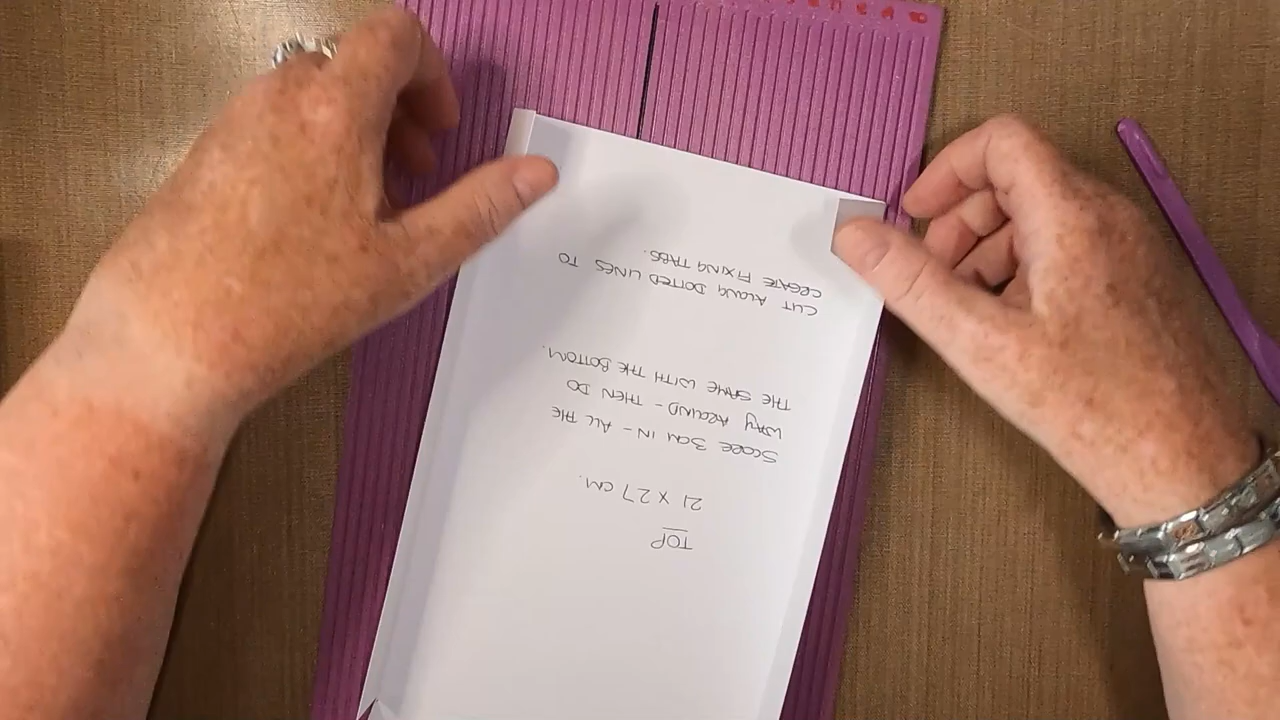 TOP
21 x 27 CM.
SCORE 3CM IN - ALL THE
WAY AROUND - THEN DO
THE SAME WITH THE BOTTOM.
CUT ALONG DOTTED LINES TO
CREATE FIXING TABS.